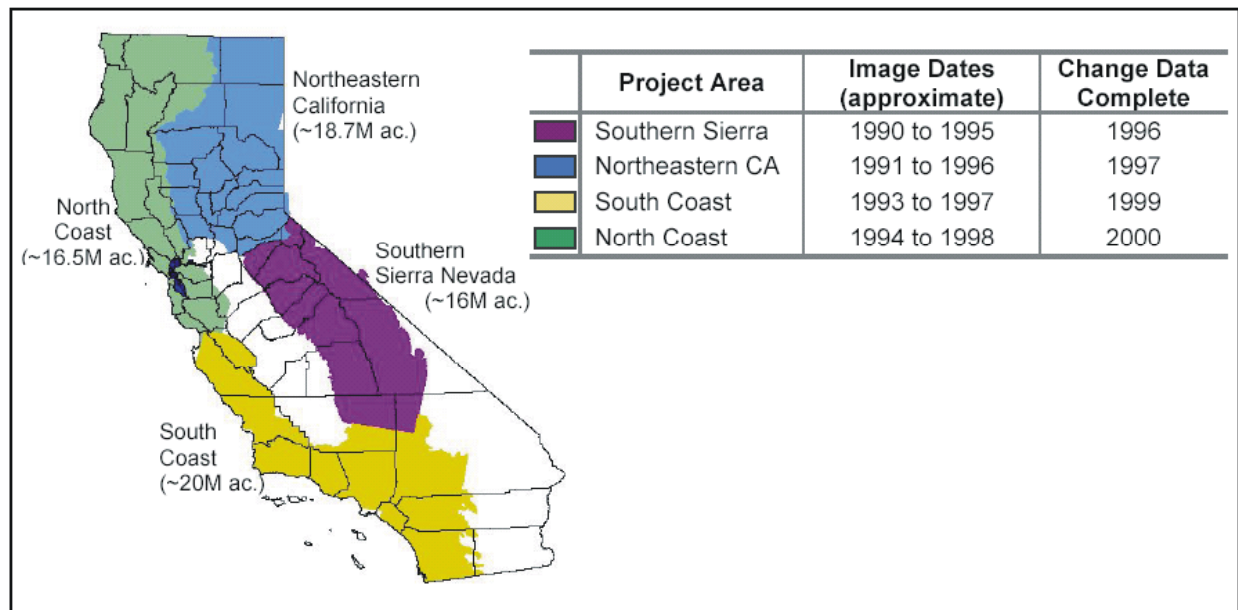 Northeastern
California
(~18.7M ac.)
North
Coast
(~16.5M ac.)
Southern
Sierra Nevada
(~16M ac.)
South
Coast
(~20M ac.)
Project Area Image Dates (approximate) Change Data Complete
Southern Sierra 1990 to 1995 1996
Northeastern CA 1991 to 1996 1997
South Coast 1993 to 1997 1999
North Coast 1994 to 1998 2000